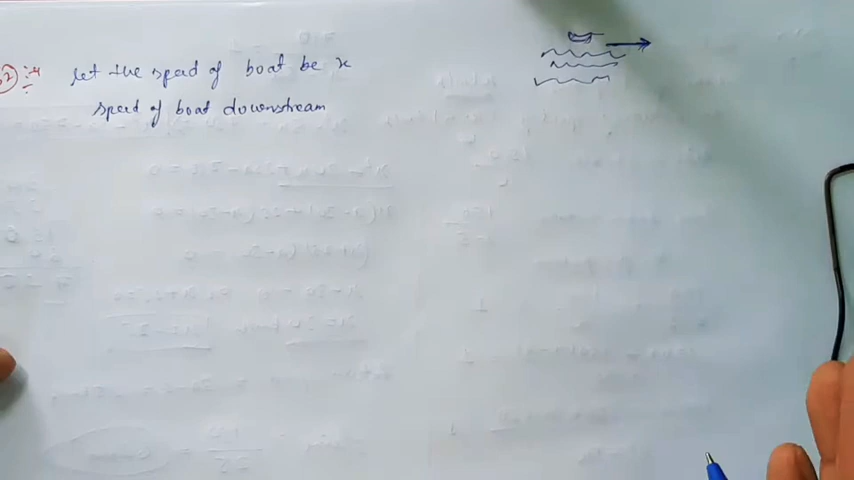 let the speed of boat be x
speed of boat downstream